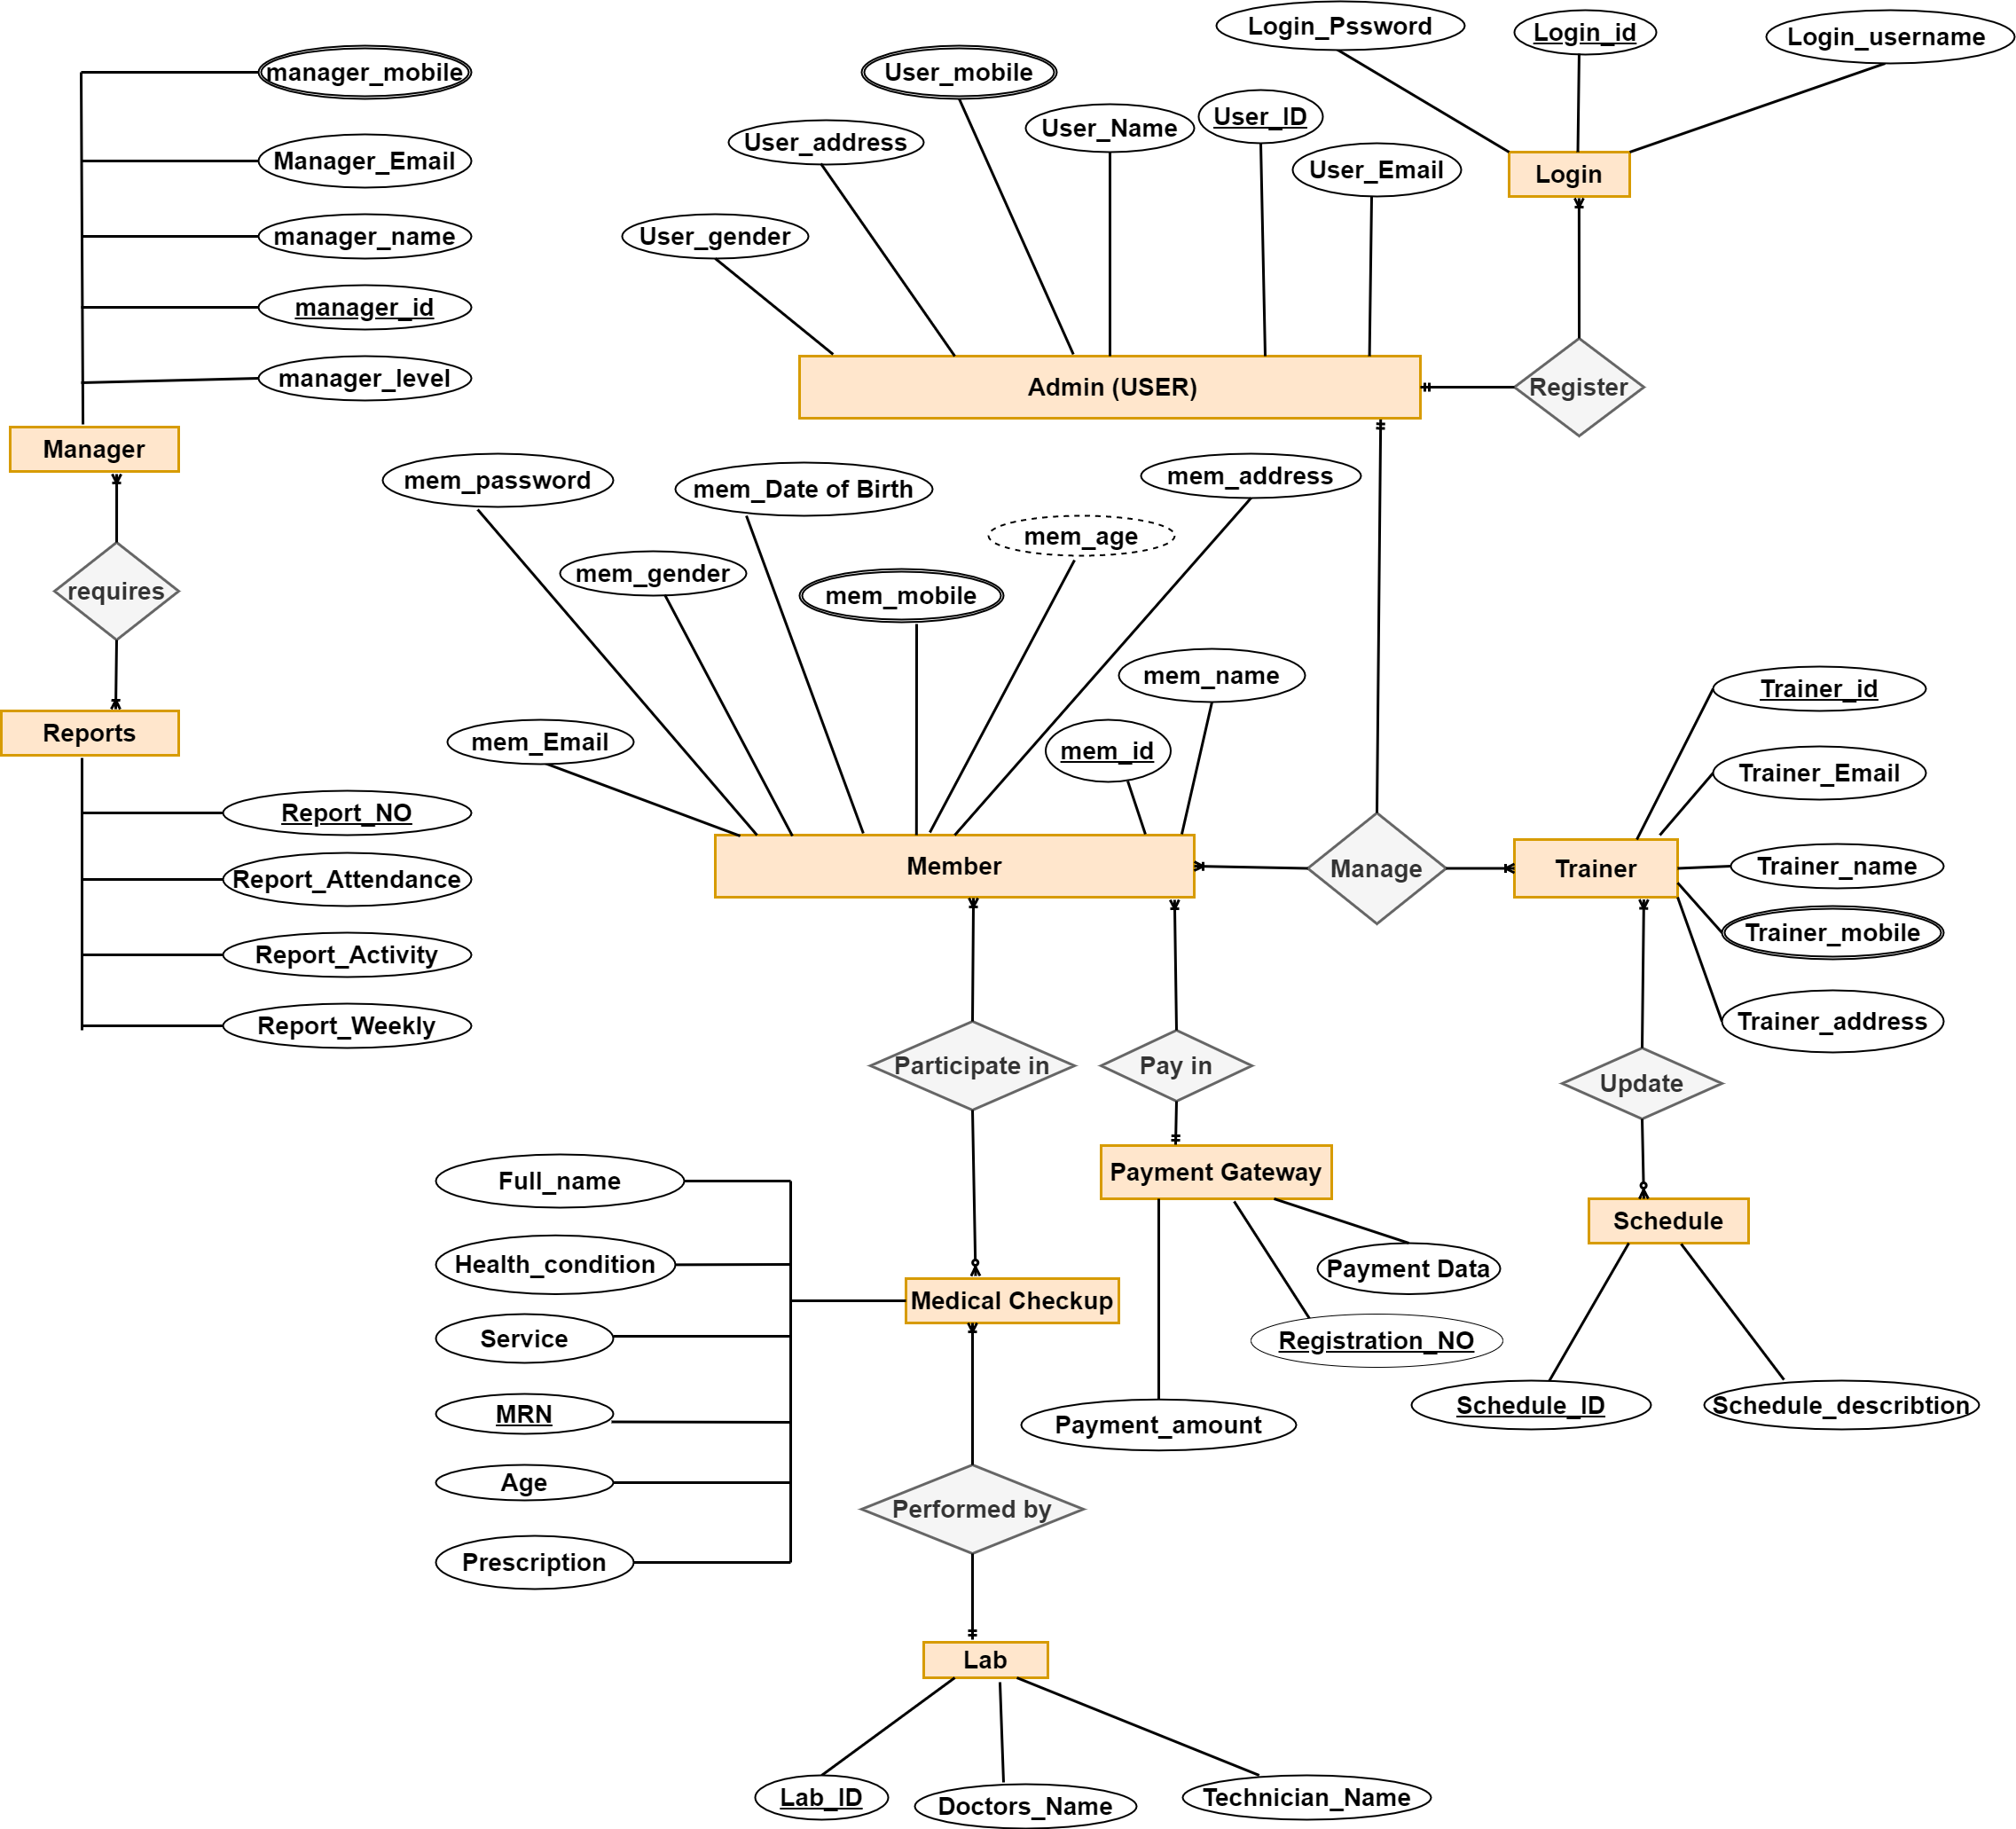 Login_Pssword
Login_id
Login_username
manager_mobile
User_mobile
User_Name
User_ID
User_address
Manager_Email
User_Email
Login
manager_name
User_gender
manager_id
manager_level
Admin (USER)
Register
Manager
mem_password
mem_Date of Birth
mem_address
mem_age
mem_gender
mem_mobile
requires
mem_name
Trainer_id
Reports
mem_Email
mem_id
Trainer_Email
Report_NO
Member
Manage
Trainer
Trainer_name
Report_Attendance
Trainer_mobile
Report_Activity
Report_Weekly
Trainer_address
Participate in
Pay in
Update
Full_name
Payment Gateway
Schedule
Health_condition
Payment Data
Medical Checkup
Service
Registration_NO
MRN
Payment_amount
Schedule_ID
Schedule_describtion
Age
Performed by
Prescription
Lab
Lab_ID
Doctors_Name
Technician_Name